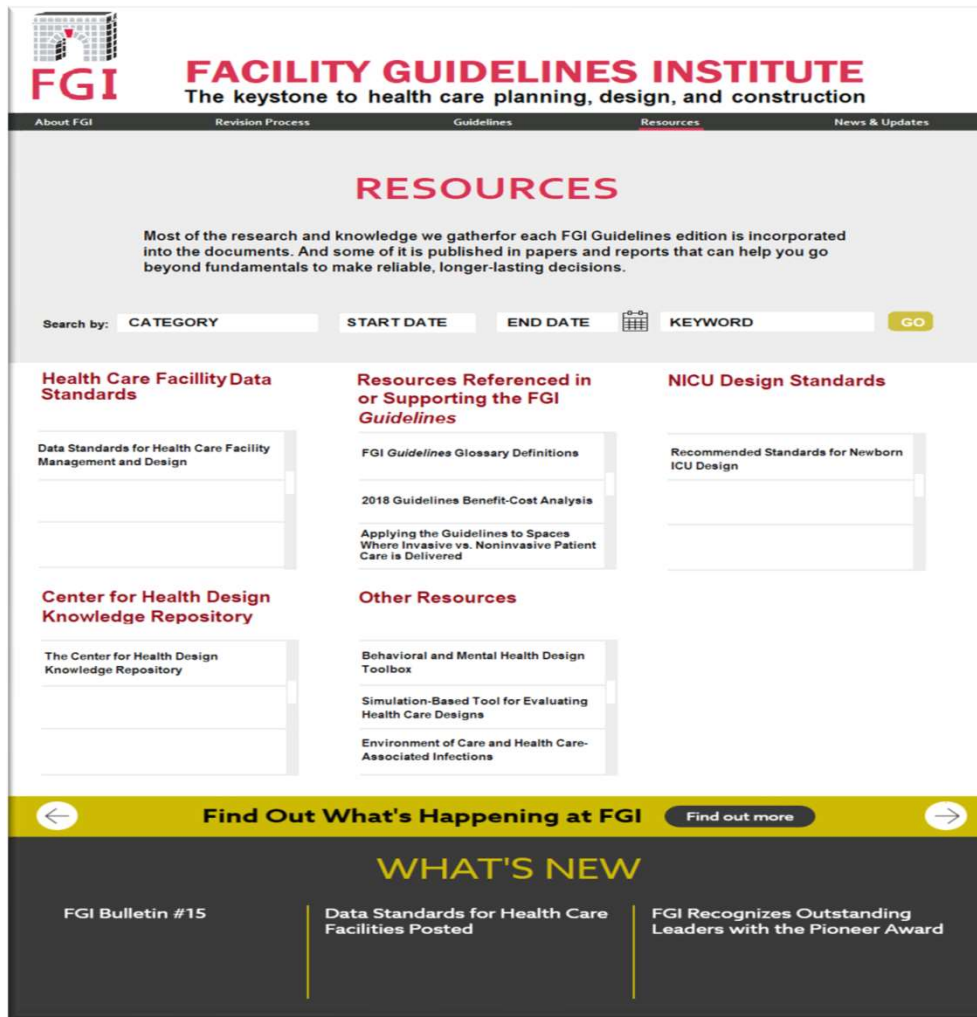 FGI
FACILITY GUIDELINES INSTITUTE
The keystone to health care planning, design, and construction
About FGI
Revision Process
Guidelines
Resources
News & Updates
RESOURCES
Most of the research and knowledge we gatherfor each FGI Guidelines edition is incorporated
into the documents. And some of it is published in papers and reports that can help you go
beyond fundamentals to make reliable, longer-lasting decisions.
Search by:
CATEGORY
START DATE
END DATE
KEYWORD
GO
Health Care Facillity Data
Standards
Data Standards for Health Care Facility
Management and Design
Resources Referenced in
or Supporting the FGI
Guidelines
FGI Guidelines Glossary Definitions
2018 Guidelines Benefit-Cost Analysis
Applying the Guidelines to Spaces
Where Invasive vs. Noninvasive Patient
Care is Delivered
NICU Design Standards
Recommended Standards for Newborn
ICU Design
Center for Health Design
Knowledge Repository
The Center for Health Design
Knowledge Repository
Other Resources
Behavioral and Mental Health Design
Toolbox
Simulation-Based Tool for Evaluating
Health Care Designs
Environment of Care and Health Care-
Associated Infections
Find Out What's Happening at FGI
Find out more
WHAT'S NEW
FGI Bulletin #15
Data Standards for Health Care
Facilities Posted
FGI Recognizes Outstanding
Leaders with the Pioneer Award